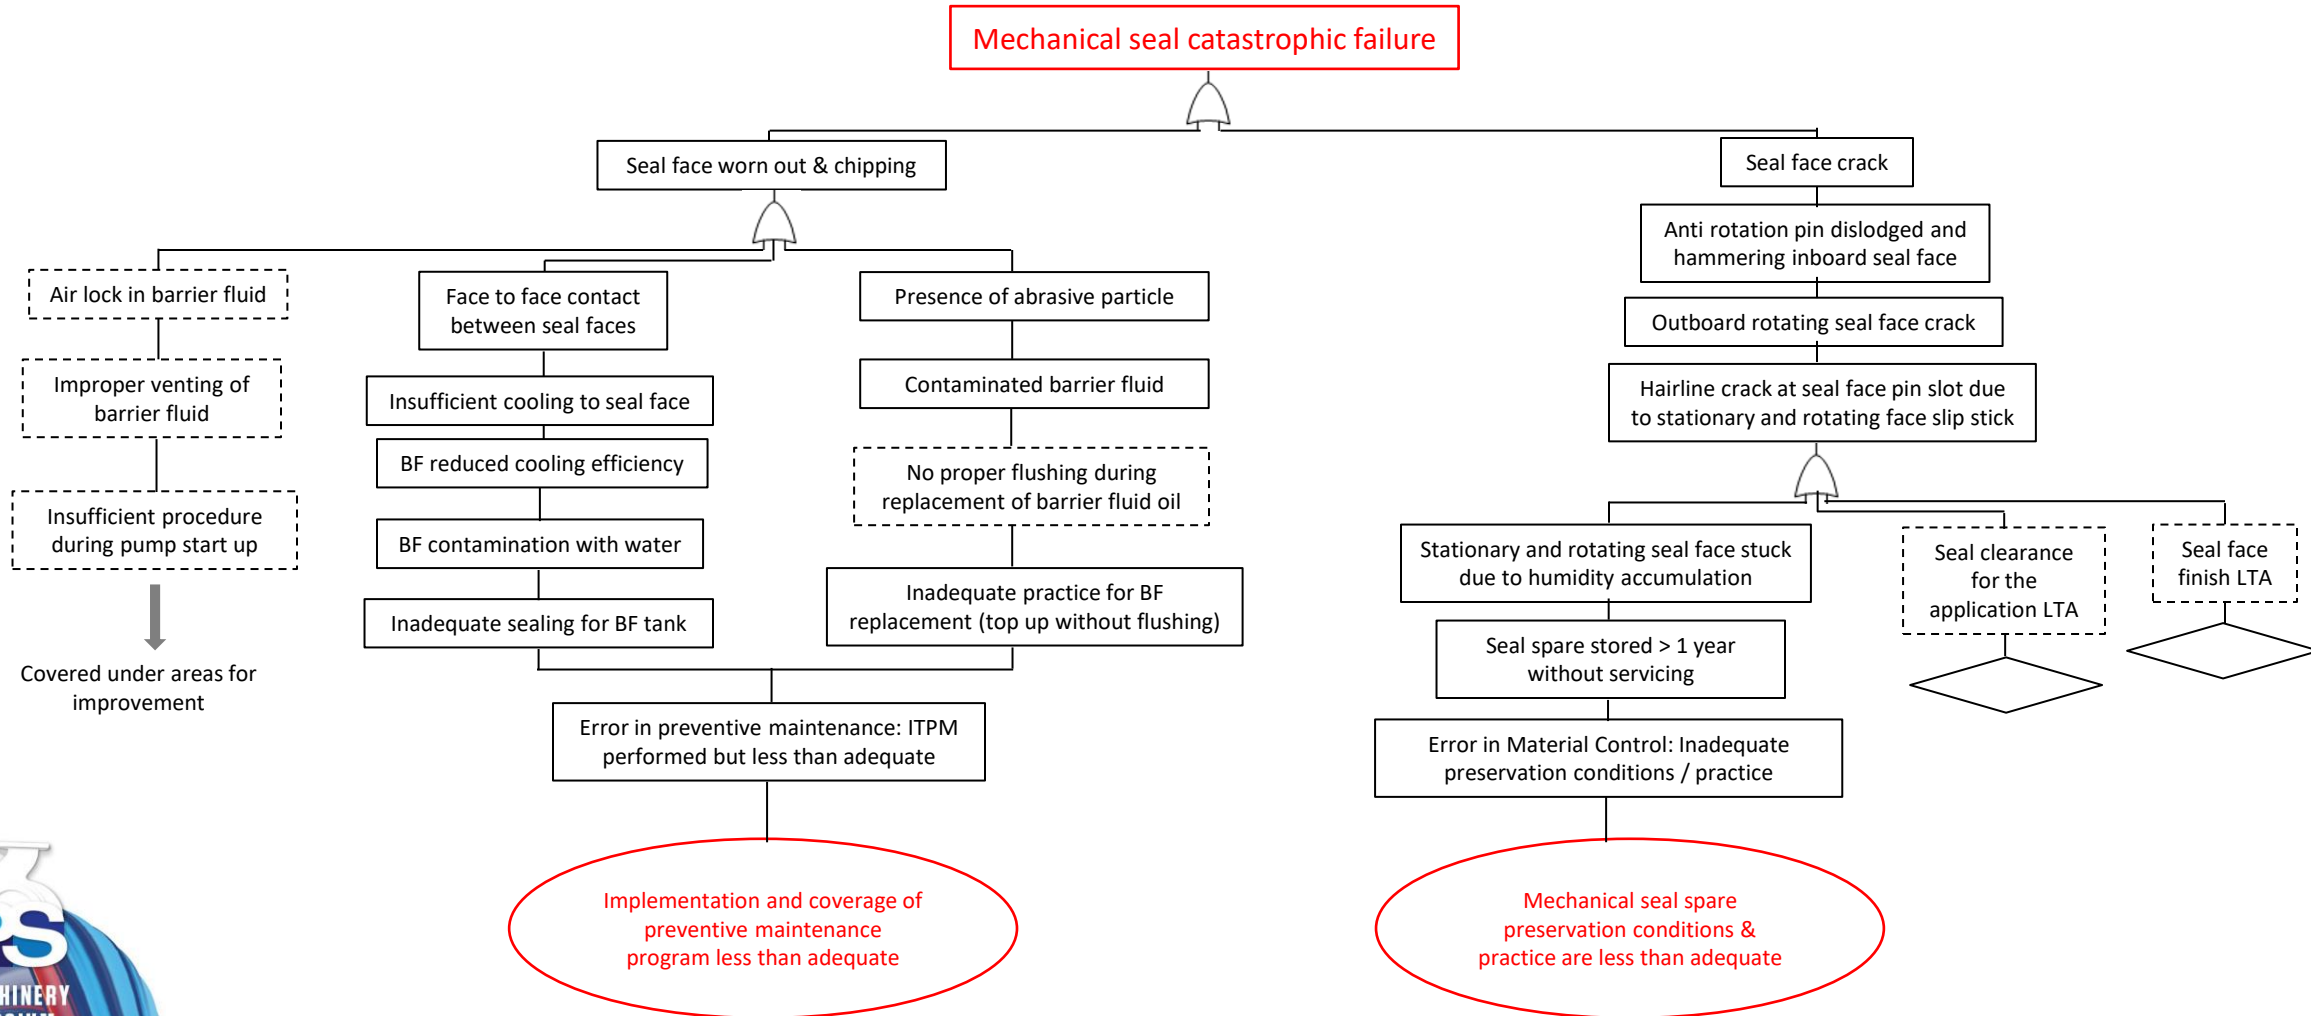 Mechanical seal catastrophic failure
Seal face worn out & chipping
Seal face crack
Air lock in barrier fluid
Improper venting of
barrier fluid
Insufficient procedure
during pump start up
Covered under areas for
improvement
Face to face contact
between seal faces
Insufficient cooling to seal face
BF reduced cooling efficiency
BF contamination with water
Inadequate sealing for BF tank
Presence of abrasive particle
Contaminated barrier fluid
No proper flushing during
replacement of barrier fluid oil
Inadequate practice for BF
replacement (top up without flushing)
Error in preventive maintenance: ITPM
performed but less than adequate
Implementation and coverage of
preventive maintenance
program less than adequate
Anti rotation pin dislodged and
hammering inboard seal face
Outboard rotating seal face crack
Hairline crack at seal face pin slot due
to stationary and rotating face slip stick
Stationary and rotating seal face stuck
due to humidity accumulation
Seal spare stored > 1 year
without servicing
Error in Material Control: Inadequate
preservation conditions / practice
Mechanical seal spare
preservation conditions &
practice are less than adequate
Seal clearance
for the
application LTA
Seal face
finish LTA